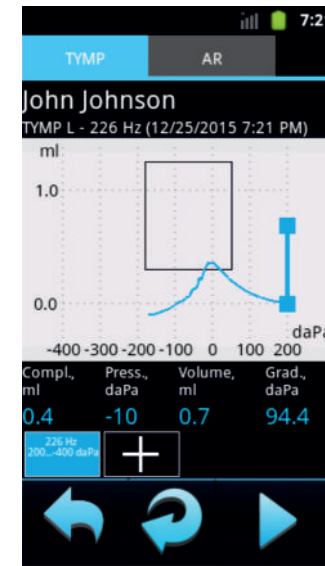 7:2
TYMP AR
John Johnson
TYMP L - 226 Hz (12/25/2015 7:21 PM)
ml
1.0
0.0
daPa
-400 -300 -200 -100 0 100 200
Compl., Press., Volume, Grad.,
ml daPa ml daPa
0.4 -10 0.7 94.4
226 Hz
200...-400 daPa